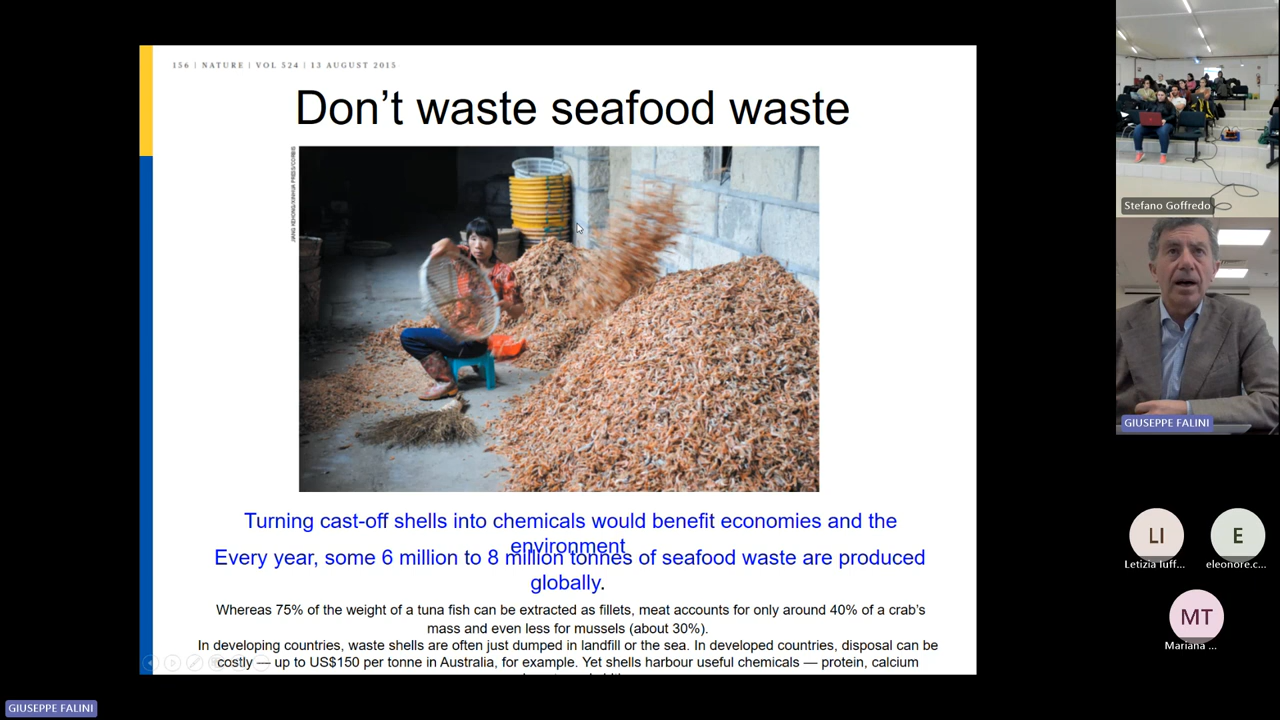 156 | NATURE | VOL 524 | 13 AUGUST 2015
Don't waste seafood waste
Turning cast-off shells into chemicals would benefit economies and the
environment
Every year, some 6 million to 8 million tonnes of seafood waste are produced
globally.
Whereas 75% of the weight of a tuna fish can be extracted as fillets, meat accounts for only around 40% of a crab's
mass and even less for mussels (about 30%).
In developing countries, waste shells are often just dumped in landfill or the sea. In developed countries, disposal can be
costly — up to US$150 per tonne in Australia, for example. Yet shells harbour useful chemicals — protein, calcium
Stefano Goffredo
GIUSEPPE FALINI
LI
E
Letizia Iuff...
eleonore.c...
MT
Mariana ...
GIUSEPPE FALINI